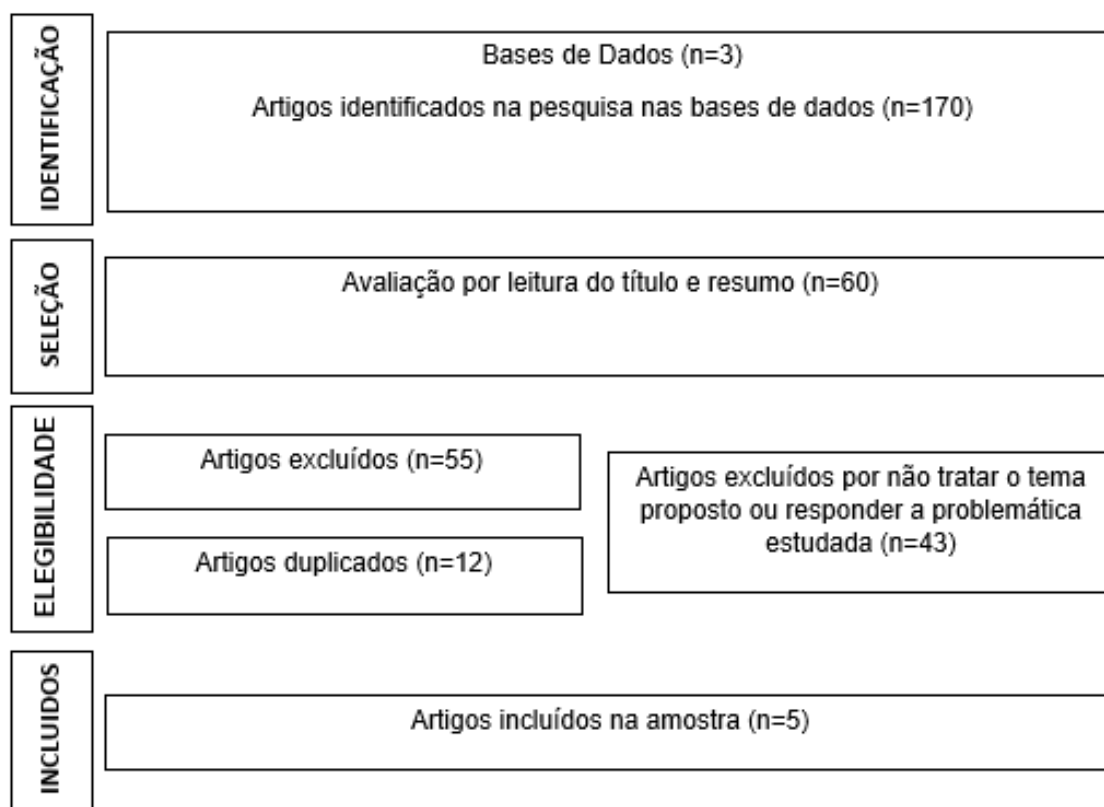 IDENTIFICAÇÃO
Bases de Dados (n=3)
Artigos identificados na pesquisa nas bases de dados (n=170)
SELEÇÃO
Avaliação por leitura do título e resumo (n=60)
ELEGIBILIDADE
Artigos excluídos (n=55)
Artigos duplicados (n=12)
Artigos excluídos por não tratar o tema
proposto ou responder a problemática
estudada (n=43)
INCLUIDOS
Artigos incluídos na amostra (n=5)